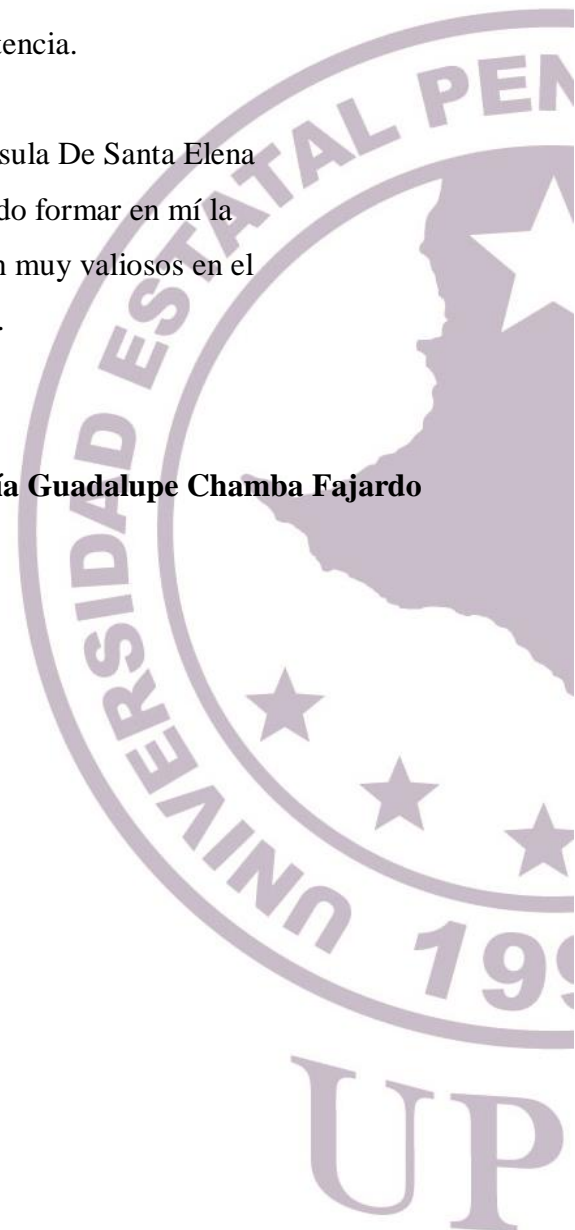 tencia.
sula De Santa Elena
do formar en mí la
n muy valiosos en el
.
ía Guadalupe Chamba Fajardo
UNIVERSIDAD ESTATAL PEN
199
UP